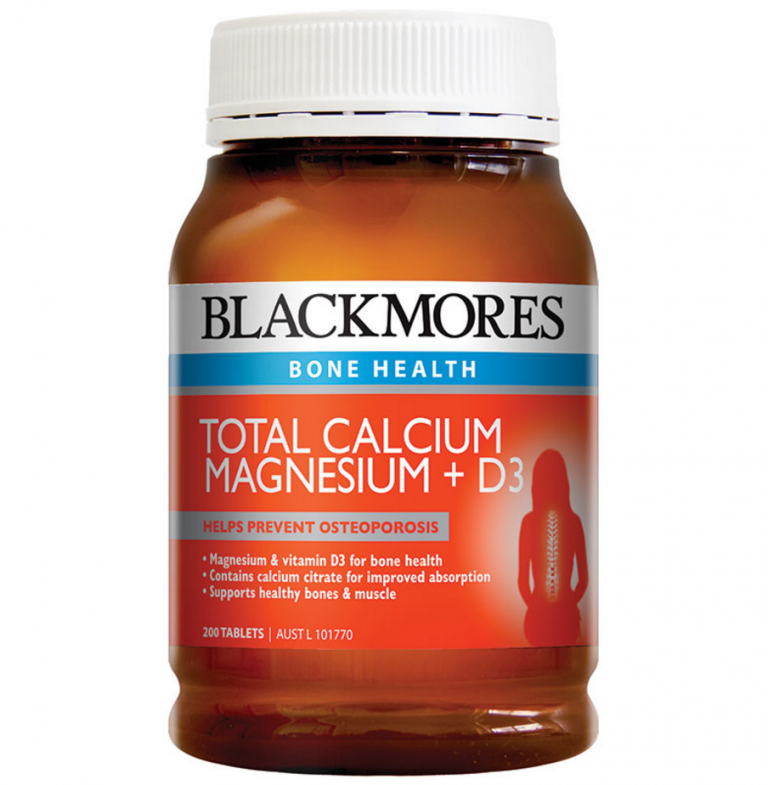 BLACKMORES
BONE HEALTH
TOTAL CALCIUM
MAGNESIUM + D3
HELPS PREVENT OSTEOPOROSIS
• Magnesium & vitamin D3 for bone health
• Contains calcium citrate for improved absorption
• Supports healthy bones & muscle
200 TABLETS | AUST L 101770